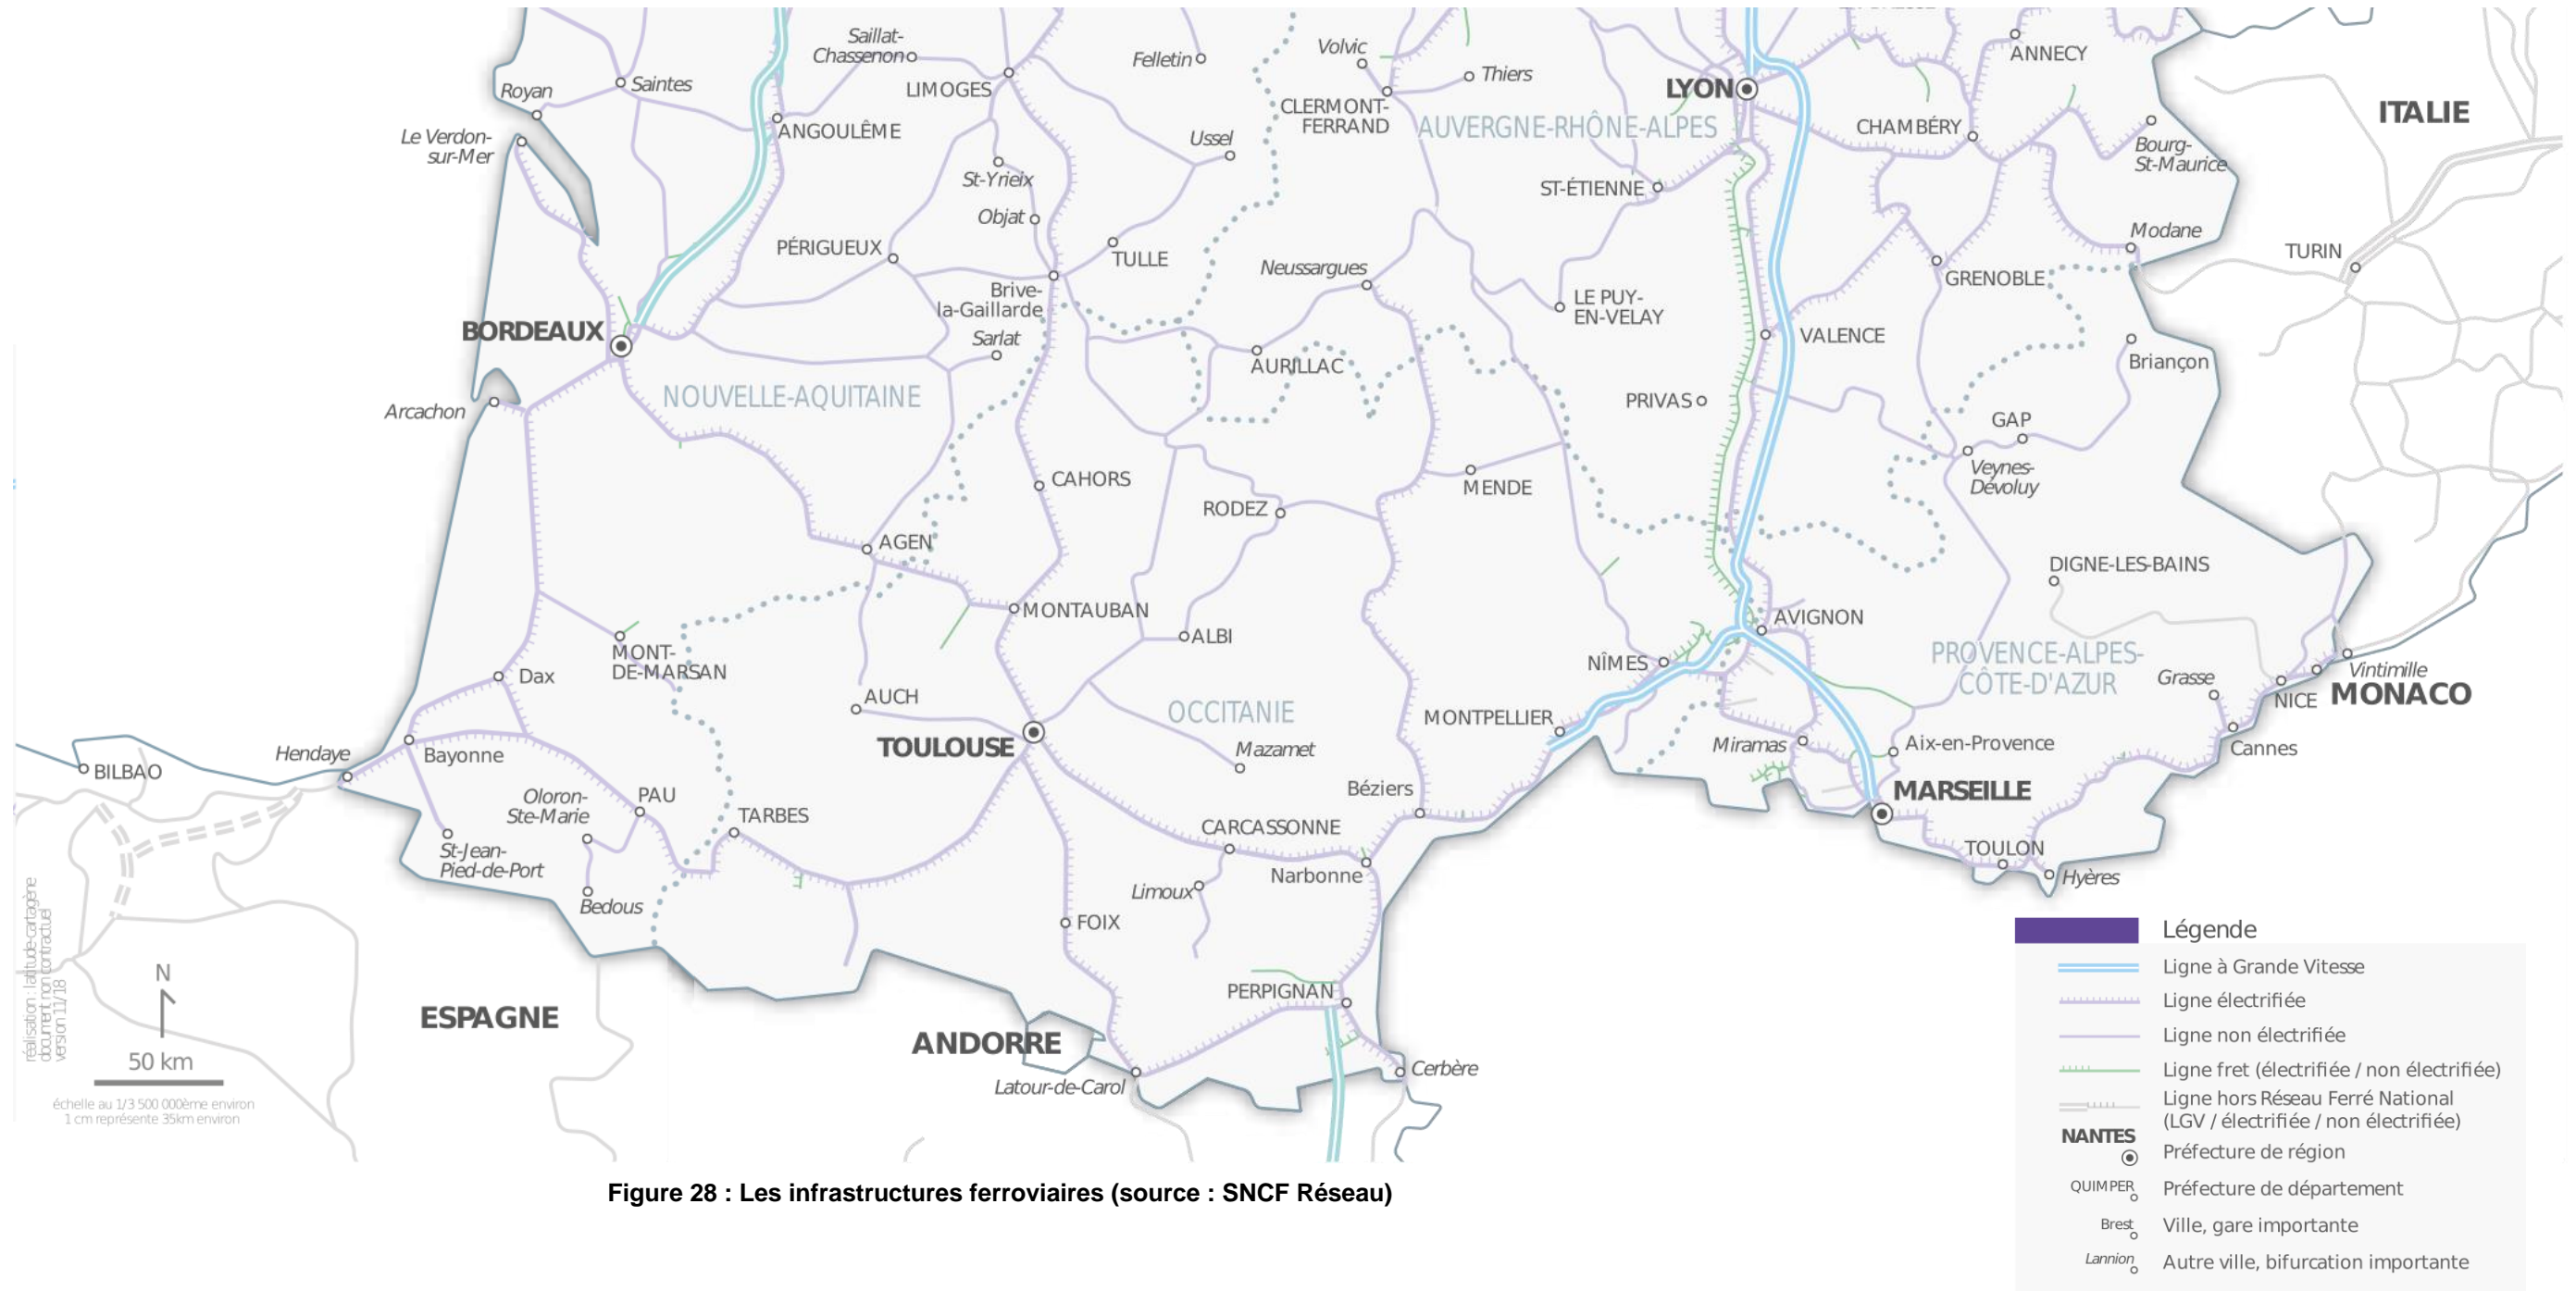 Saillat-
Chassenon
LIMOGES
Felletin
Volvic
CLERMONT-
FERRAND
Thiers
LYON
ANNECY
ITALIE
Royan
Saintes
Le Verdon-
sur-Mer
ANGOULÊME
Ussel
AUVERGNE-RHÔNE-ALPES
CHAMBÉRY
Bourg-
St-Maurice
St-Yrieix
ST-ÉTIENNE
Objat
PÉRIGUEUX
TULLE
Neussargues
Modane
TURIN
GRENOBLE
Brive-
la-Gaillarde
LE PUY-
EN-VELAY
BORDEAUX
Sarlat
VALENCE
AURILLAC
Briançon
NOUVELLE-AQUITAINE
Arcachon
PRIVAS
GAP
Veynes-
Dévoluy
CAHORS
MENDE
RODEZ
AGEN
DIGNE-LES-BAINS
MONTAUBAN
AVIGNON
ALBI
MONT-
DE-MARSAN
NÎMES
PROVENCE-ALPES-
CÔTE-D'AZUR
Dax
Grasse
Vintimille
NICE
MONACO
AUCH
OCCITANIE
MONTPELLIER
TOULOUSE
Mazamet
Miramas
Aix-en-Provence
Cannes
Hendaye
Bayonne
BILBAO
Béziers
MARSEILLE
Oloron-
Ste-Marie
PAU
TARBES
CARCASSONNE
TOULON
St-Jean-
Pied-de-Port
Narbonne
Hyères
Limoux
Bedous
FOIX
réalisation : latitude-cartagène
document non contractuel
version 11/18
N
50 km
échelle au 1/3 500 000ème environ
1 cm représente 35km environ
ESPAGNE
PERPIGNAN
ANDORRE
Latour-de-Carol
Cerbère
Légende
Ligne à Grande Vitesse
Ligne électrifiée
Ligne non électrifiée
Ligne fret (électrifiée / non électrifiée)
Ligne hors Réseau Ferré National
(LGV / électrifiée / non électrifiée)
NANTES
Préfecture de région
QUIMPER
Préfecture de département
Brest
Ville, gare importante
Lannion
Autre ville, bifurcation importante
Figure 28 : Les infrastructures ferroviaires (source : SNCF Réseau)